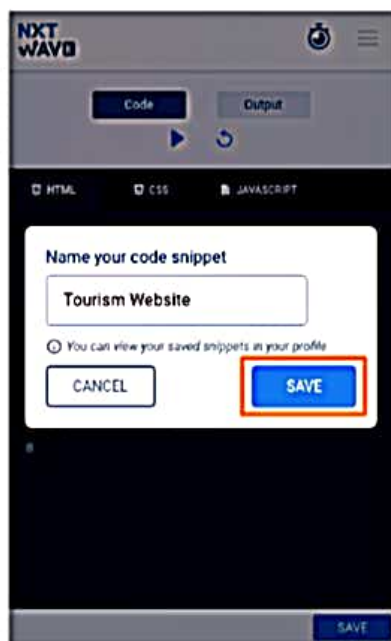 NXT
WAVE
Code
Output
HTML
CSS
JAVASCRIPT
Name your code snippet
Tourism Website
You can view your saved snippets in your profile
CANCEL
SAVE
8
SAVE